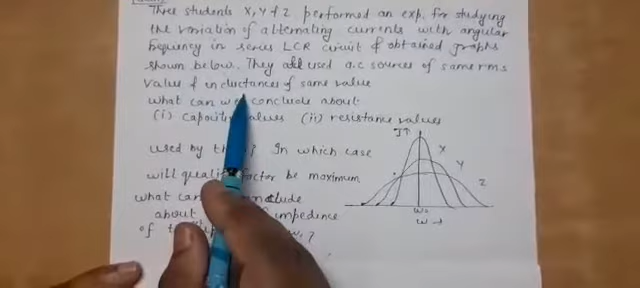 Three students X, Y & Z performed an exp. for studying
the variation of alternating currents with angular
frequency in series LCR circuit & obtained graphs
shown below. They all used a.c sources of same rms
value & inductances of same value
what can we conclude about
(i) capacity values (ii) resistance values
used by In which case
will quality factor be maximum
what can conclude
about impedence
of
I↑
X
Y
Z
ω₀
ω→